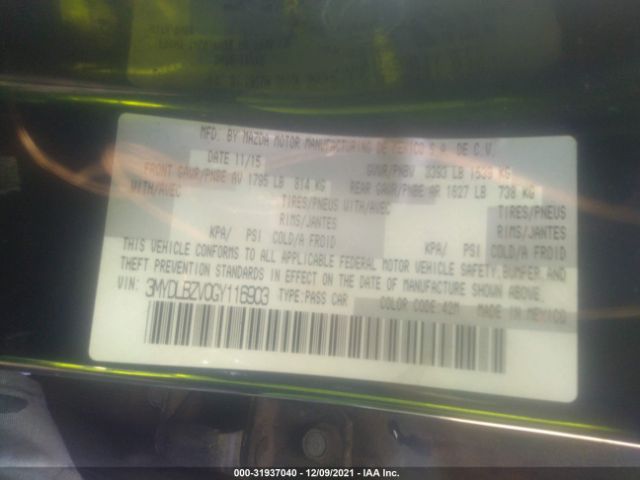 MFD. BY MAZDA MOTOR MANUFACTURING DE MEXICO S.A. DE C.V.
DATE 11/15 GVWR/PNBV 3393 LB 1539 KG
FRONT GAWR/PNBE AV 1795 LB 814 KG REAR GAWR/PNBE AR 1627 LB 738 KG
WITH/AVEC TIRES/PNEUS WITH/AVEC TIRES/PNEUS
RIMS/JANTES RIMS/JANTES
KPA/ PSI COLD/A FROID KPA/ PSI COLD/A FROID
THIS VEHICLE CONFORMS TO ALL APPLICABLE FEDERAL MOTOR VEHICLE SAFETY, BUMPER AND
THEFT PREVENTION STANDARDS IN EFFECT ON THE DATE OF MANUFACTURE SHOWN ABOVE.
VIN: 3MYDLBZV0GY116903 TYPE:PASS CAR COLOR CODE:42M MADE IN MEXICO
000-31937040 - 12/09/2021 - IAA Inc.